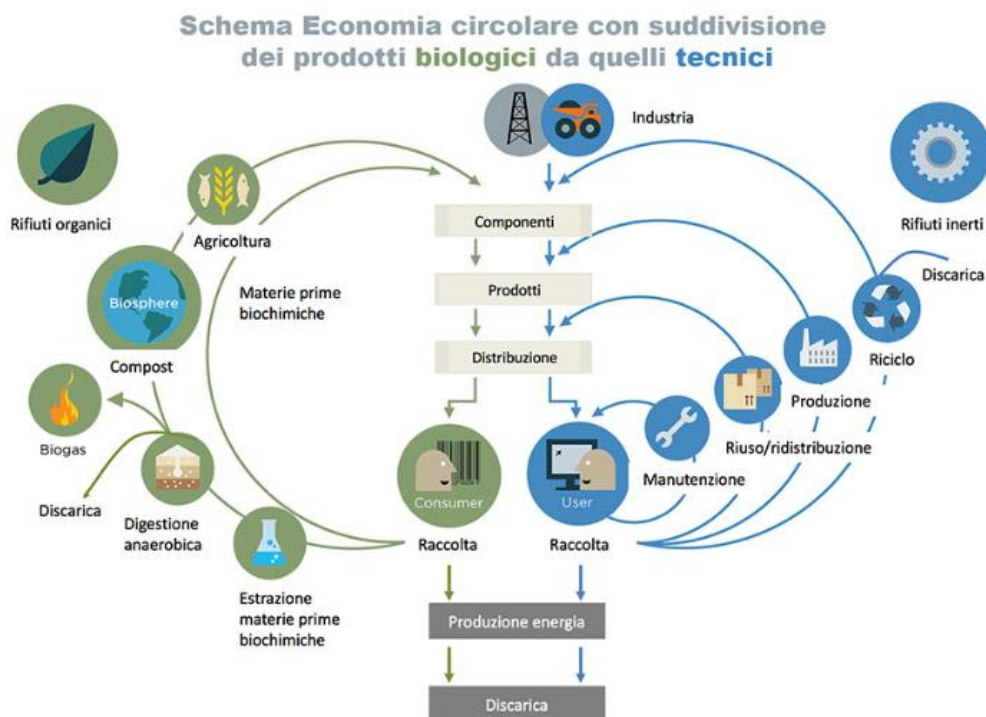 Schema Economia circolare con suddivisione
dei prodotti biologici da quelli tecnici
Industria
Rifiuti organici
Rifiuti inerti
Agricoltura
Componenti
Discarica
Materie prime
biochimiche
Biosphere
Prodotti
Compost
Distribuzione
Riciclo
Produzione
Biogas
Riuso/ridistribuzione
Manutenzione
Consumer
User
Discarica
Digestione
anaerobica
Raccolta
Raccolta
Estrazione
materie prime
biochimiche
Produzione energia
Discarica